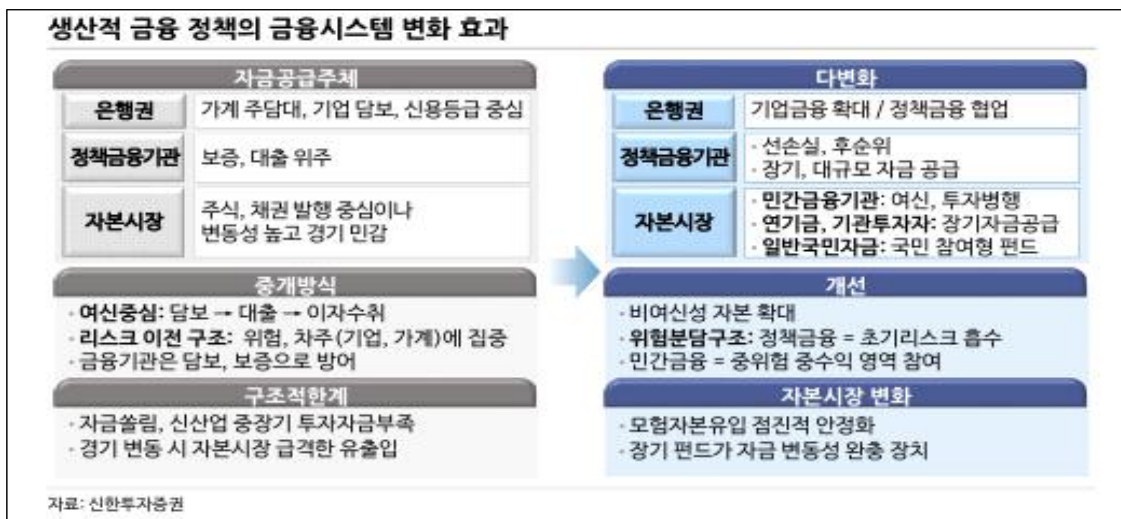 생산적 금융 정책의 금융시스템 변화 효과
자금공급주체
은행권
가계 주담대, 기업 담보, 신용등급 중심
정책금융기관
보증, 대출 위주
자본시장
주식, 채권 발행 중심이나
변동성 높고 경기 민감
중개방식
· 여신중심: 담보 → 대출 → 이자수취
· 리스크 이전 구조: 위험, 차주(기업, 가계)에 집중
· 금융기관은 담보, 보증으로 방어
구조적한계
· 자금쏠림, 신산업 중장기 투자자금부족
· 경기 변동 시 자본시장 급격한 유출입
다변화
은행권
기업금융 확대 / 정책금융 협업
정책금융기관
· 선손실, 후순위
· 장기, 대규모 자금 공급
자본시장
· 민간금융기관: 여신, 투자병행
· 연기금, 기관투자자: 장기자금공급
· 일반국민자금: 국민 참여형 펀드
개선
· 비여신성 자본 확대
· 위험분담구조: 정책금융 = 초기리스크 흡수
· 민간금융 = 중위험 중수익 영역 참여
자본시장 변화
· 모험자본유입 점진적 안정화
· 장기 펀드가 자금 변동성 완충 장치
자료: 신한투자증권